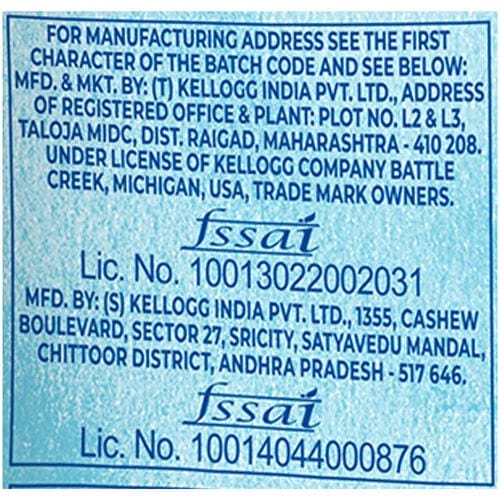 FOR MANUFACTURING ADDRESS SEE THE FIRST
CHARACTER OF THE BATCH CODE AND SEE BELOW:
MFD. & MKT. BY: (T) KELLOGG INDIA PVT. LTD., ADDRESS
OF REGISTERED OFFICE & PLANT: PLOT NO. L2 & L3,
TALOJA MIDC, DIST. RAIGAD, MAHARASHTRA - 410 208.
UNDER LICENSE OF KELLOGG COMPANY BATTLE
CREEK, MICHIGAN, USA, TRADE MARK OWNERS.
fssai
Lic. No. 10013022002031
MFD. BY: (S) KELLOGG INDIA PVT. LTD., 1355, CASHEW
BOULEVARD, SECTOR 27, SRICITY, SATYAVEDU MANDAL,
CHITTOOR DISTRICT, ANDHRA PRADESH - 517 646.
fssai
Lic. No. 10014044000876